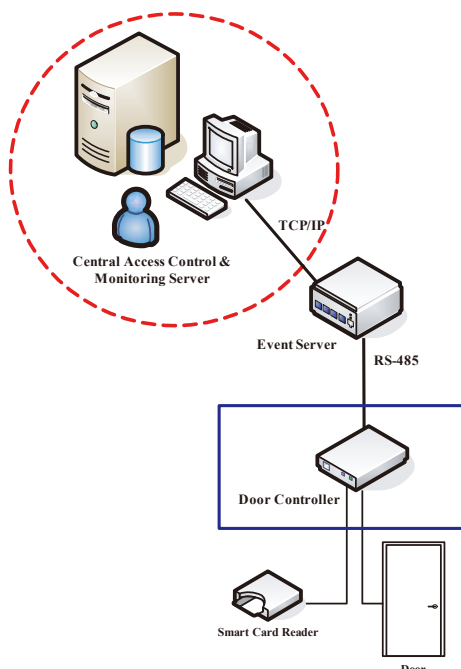 TCP/IP
Central Access Control &
Monitoring Server
Event Server
RS-485
Door Controller
Smart Card Reader
Door